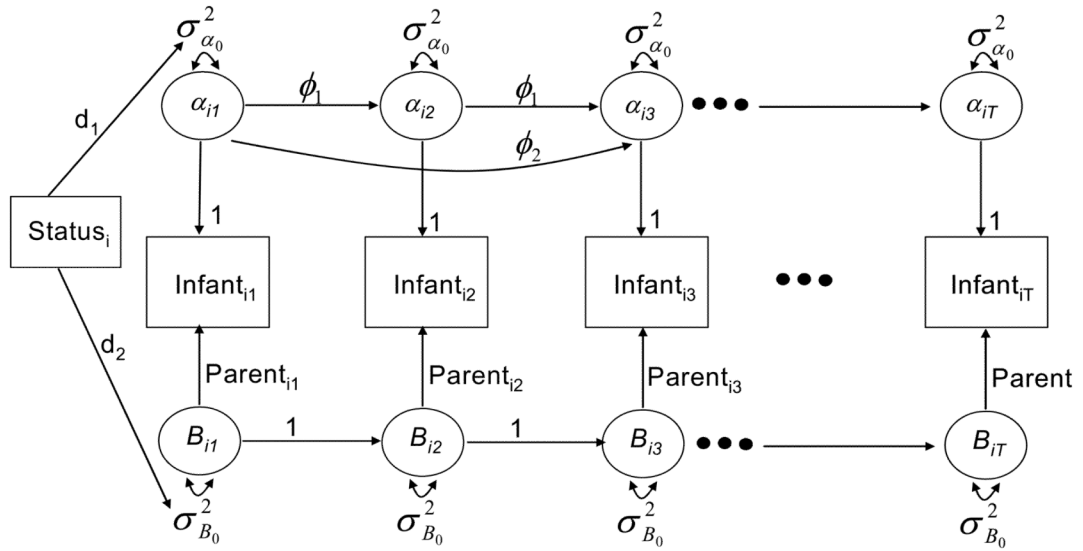 σ²α₀ σ²α₀ σ²α₀ σ²α₀
αi1 ϕ1 αi2 ϕ1 αi3 αiT
d1 ϕ2
1 1 1 1
Statusi
Infanti1 Infanti2 Infanti3 Infantit
d2
Parenti1 Parenti2 Parenti3 Parent
Bi1 1 Bi2 1 Bi3 BiT
σ²B₀ σ²B₀ σ²B₀ σ²B₀